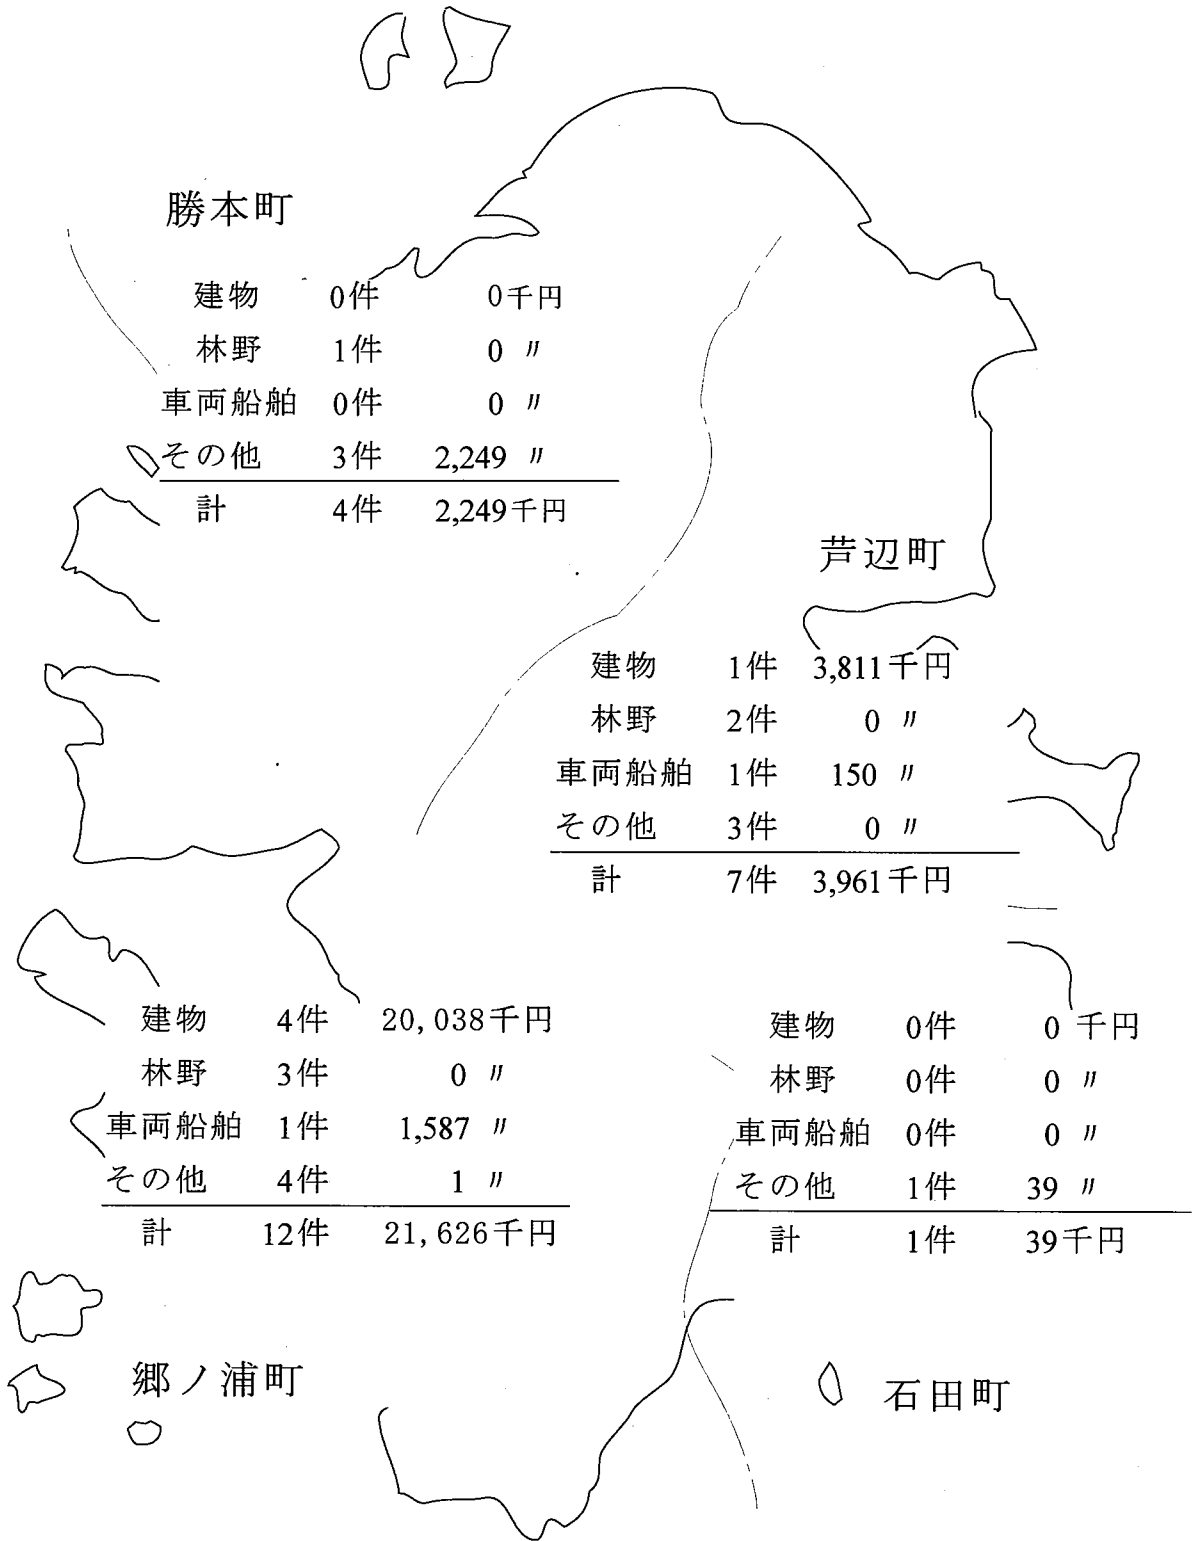 勝本町
建物 0件 0千円
林野 1件 0 〃
車両船舶 0件 0 〃
その他 3件 2,249 〃
計 4件 2,249千円
芦辺町
建物 1件 3,811千円
林野 2件 0 〃
車両船舶 1件 150 〃
その他 3件 0 〃
計 7件 3,961千円
建物 4件 20,038千円
林野 3件 0 〃
車両船舶 1件 1,587 〃
その他 4件 1 〃
計 12件 21,626千円
郷ノ浦町
建物 0件 0 千円
林野 0件 0 〃
車両船舶 0件 0 〃
その他 1件 39 〃
計 1件 39千円
石田町